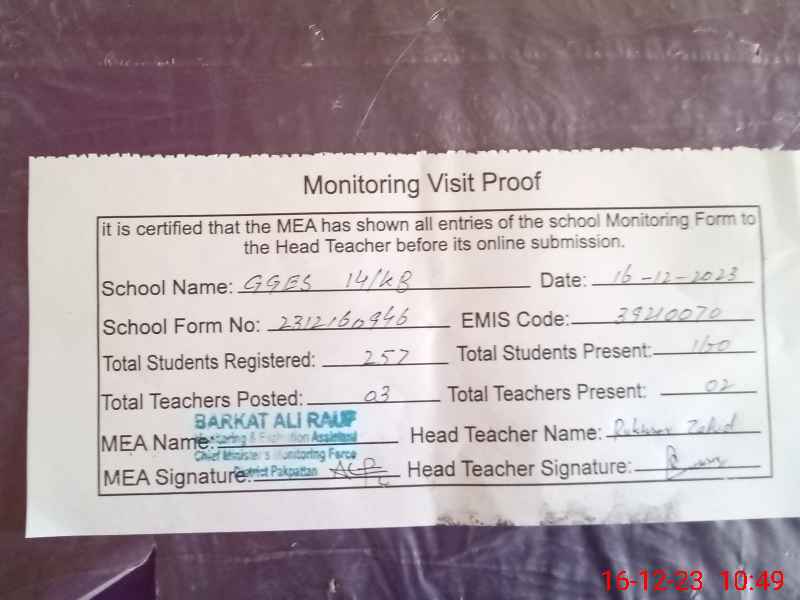 Monitoring Visit Proof
it is certified that the MEA has shown all entries of the school Monitoring Form to
the Head Teacher before its online submission.
School Name: GGES 14/KB Date: 16-12-2023
School Form No: 2312160946 EMIS Code: 39210070
Total Students Registered: 257 Total Students Present:
Total Teachers Posted: 03 Total Teachers Present: 02
BARKAT ALI RAUF
MEA Name: Head Teacher Name: Zahid
Monitoring & Evaluation Assistant
Chief Minister's Monitoring Force
District Pakpattan
MEA Signature: Head Teacher Signature:
16-12-23 10:49